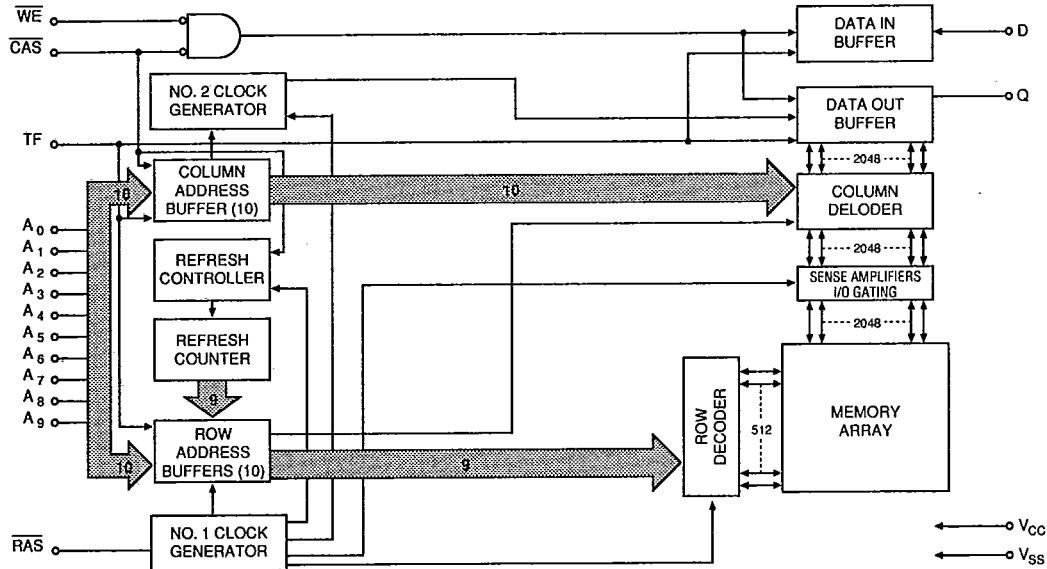 WE
CAS
TF
A0
A1
A2
A3
A4
A5
A6
A7
A8
A9
RAS
NO. 2 CLOCK
GENERATOR
COLUMN
ADDRESS
BUFFER (10)
REFRESH
CONTROLLER
REFRESH
COUNTER
9
ROW
ADDRESS
BUFFERS (10)
NO. 1 CLOCK
GENERATOR
10
10
10
9
DATA IN
BUFFER
D
DATA OUT
BUFFER
Q
2048
COLUMN
DELODER
2048
SENSE AMPLIFIERS
I/O GATING
2048
ROW
DECODER
512
MEMORY
ARRAY
VCC
VSS